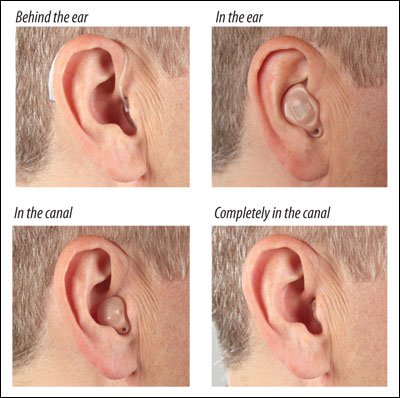 Behind the ear
In the ear
In the canal
Completely in the canal